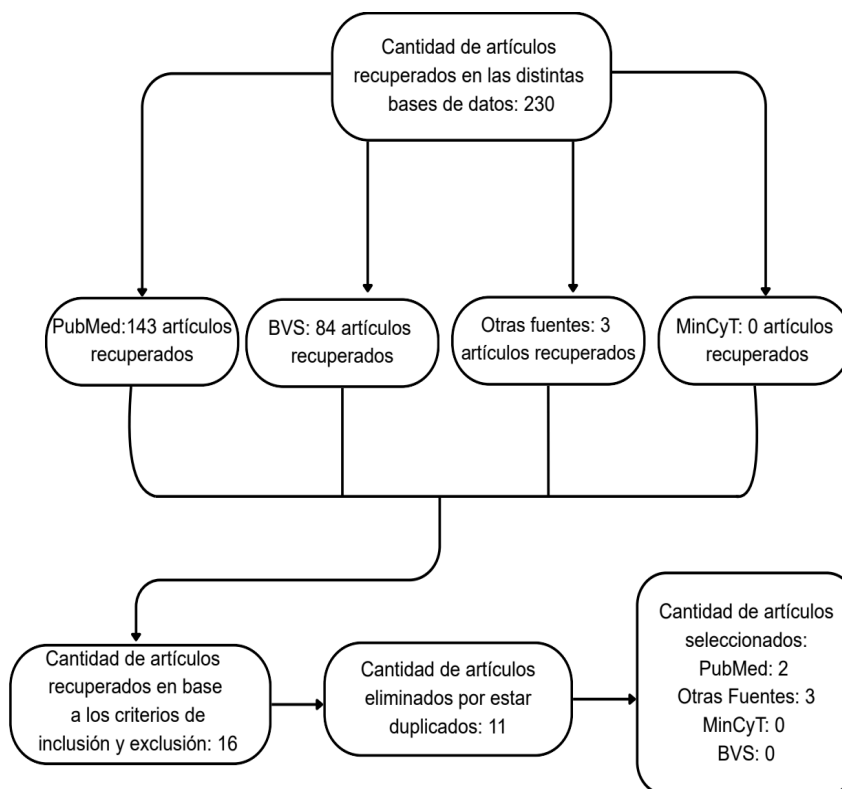 Cantidad de artículos
recuperados en las distintas
bases de datos: 230
PubMed:143 artículos
recuperados
BVS: 84 artículos
recuperados
Otras fuentes: 3
artículos recuperados
MinCyT: 0 artículos
recuperados
Cantidad de artículos
recuperados en base
a los criterios de
inclusión y exclusión: 16
Cantidad de artículos
eliminados por estar
duplicados: 11
Cantidad de artículos
seleccionados:
PubMed: 2
Otras Fuentes: 3
MinCyT: 0
BVS: 0